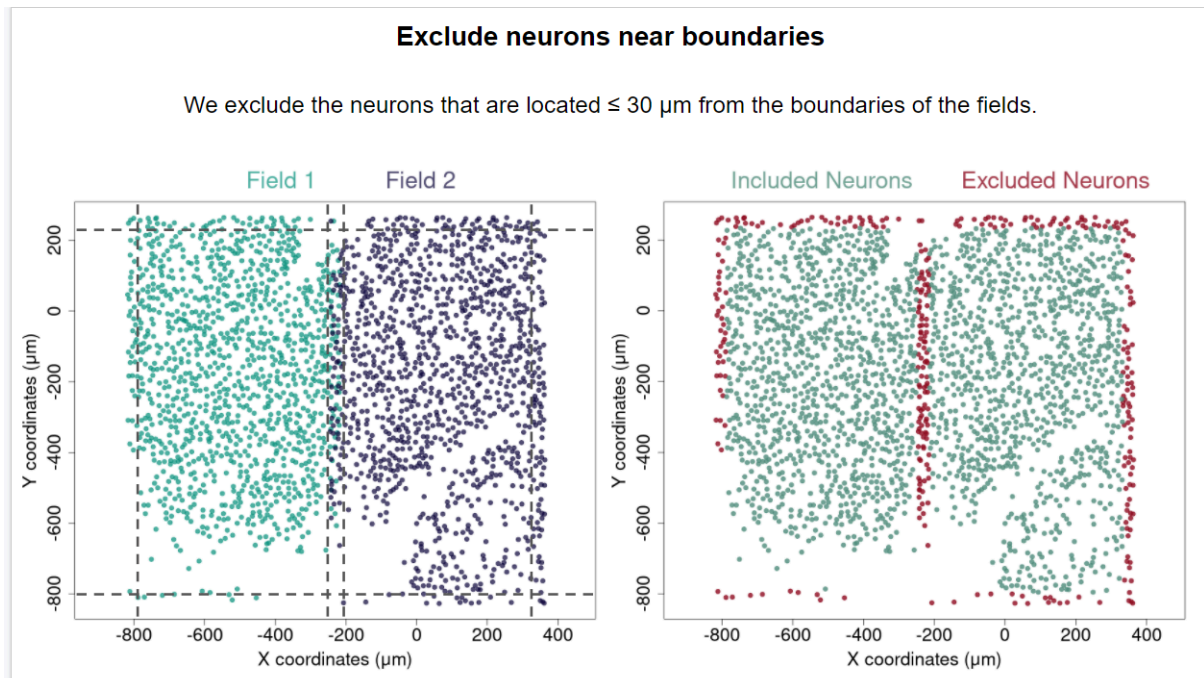 Exclude neurons near boundaries
We exclude the neurons that are located ≤ 30 μm from the boundaries of the fields.
Field 1 Field 2
Y coordinates (μm)
200
0
-200
-400
-600
-800
-800 -600 -400 -200 0 200 400
X coordinates (μm)
Included Neurons Excluded Neurons
Y coordinates (μm)
200
0
-200
-400
-600
-800
-800 -600 -400 -200 0 200 400
X coordinates (μm)